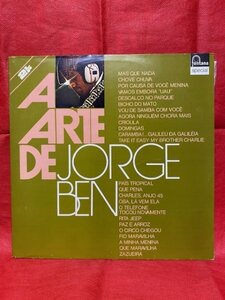 fontana
special
A
ARTE
DE JORGE
BEN
MAIS QUE NADA
CHOVE CHUVA
POR CAUSA DE VOCÊ MENINA
VAMOS EMBORA "UAU"
DESCALÇO NO PARQUE
BICHO DO MATO
VOU DE SAMBA COM VOCÊ
AGORA NINGUÉM CHORA MAIS
CRIOULA
DOMINGAS
CARAMBA!...GALILEU DA GALILÉIA
TAKE IT EASY MY BROTHER CHARLIE
PAÍS TROPICAL
QUE PENA
CHARLES, ANJO 45
OBA, LÁ VEM ELA
O TELEFONE
TOCOU NOVAMENTE
RITA JEEP
PAZ E ARROZ
O CIRCO CHEGOU
FIO MARAVILHA
A MINHA MENINA
QUE MARAVILHA
ZAZUEIRA